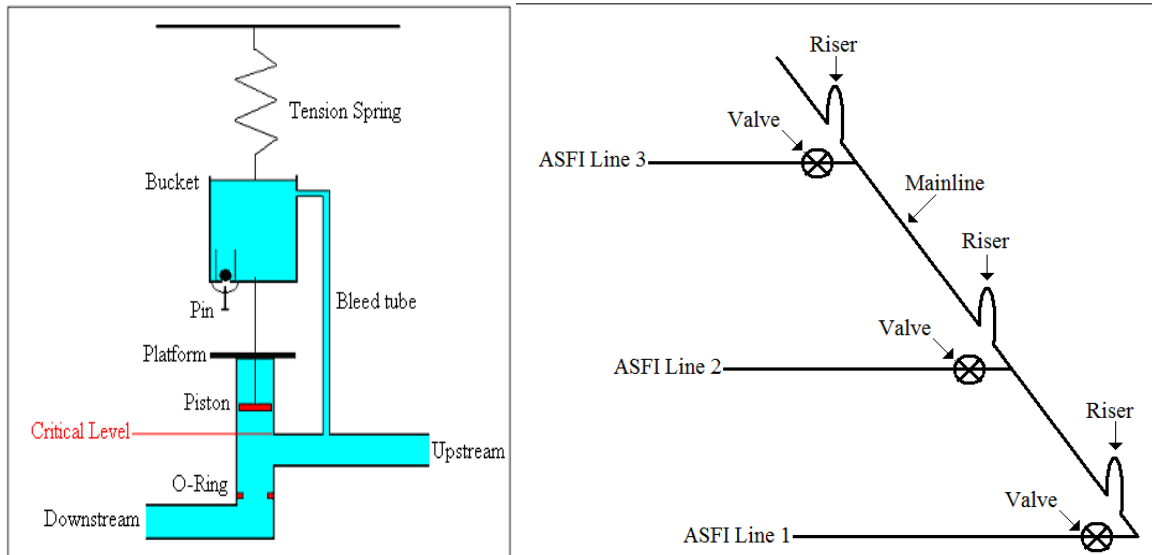 Tension Spring
Bucket
Pin
Bleed tube
Platform
Piston
Critical Level
Upstream
O-Ring
Downstream
Riser
Valve
ASFI Line 3
Mainline
Riser
Valve
ASFI Line 2
Riser
Valve
ASFI Line 1